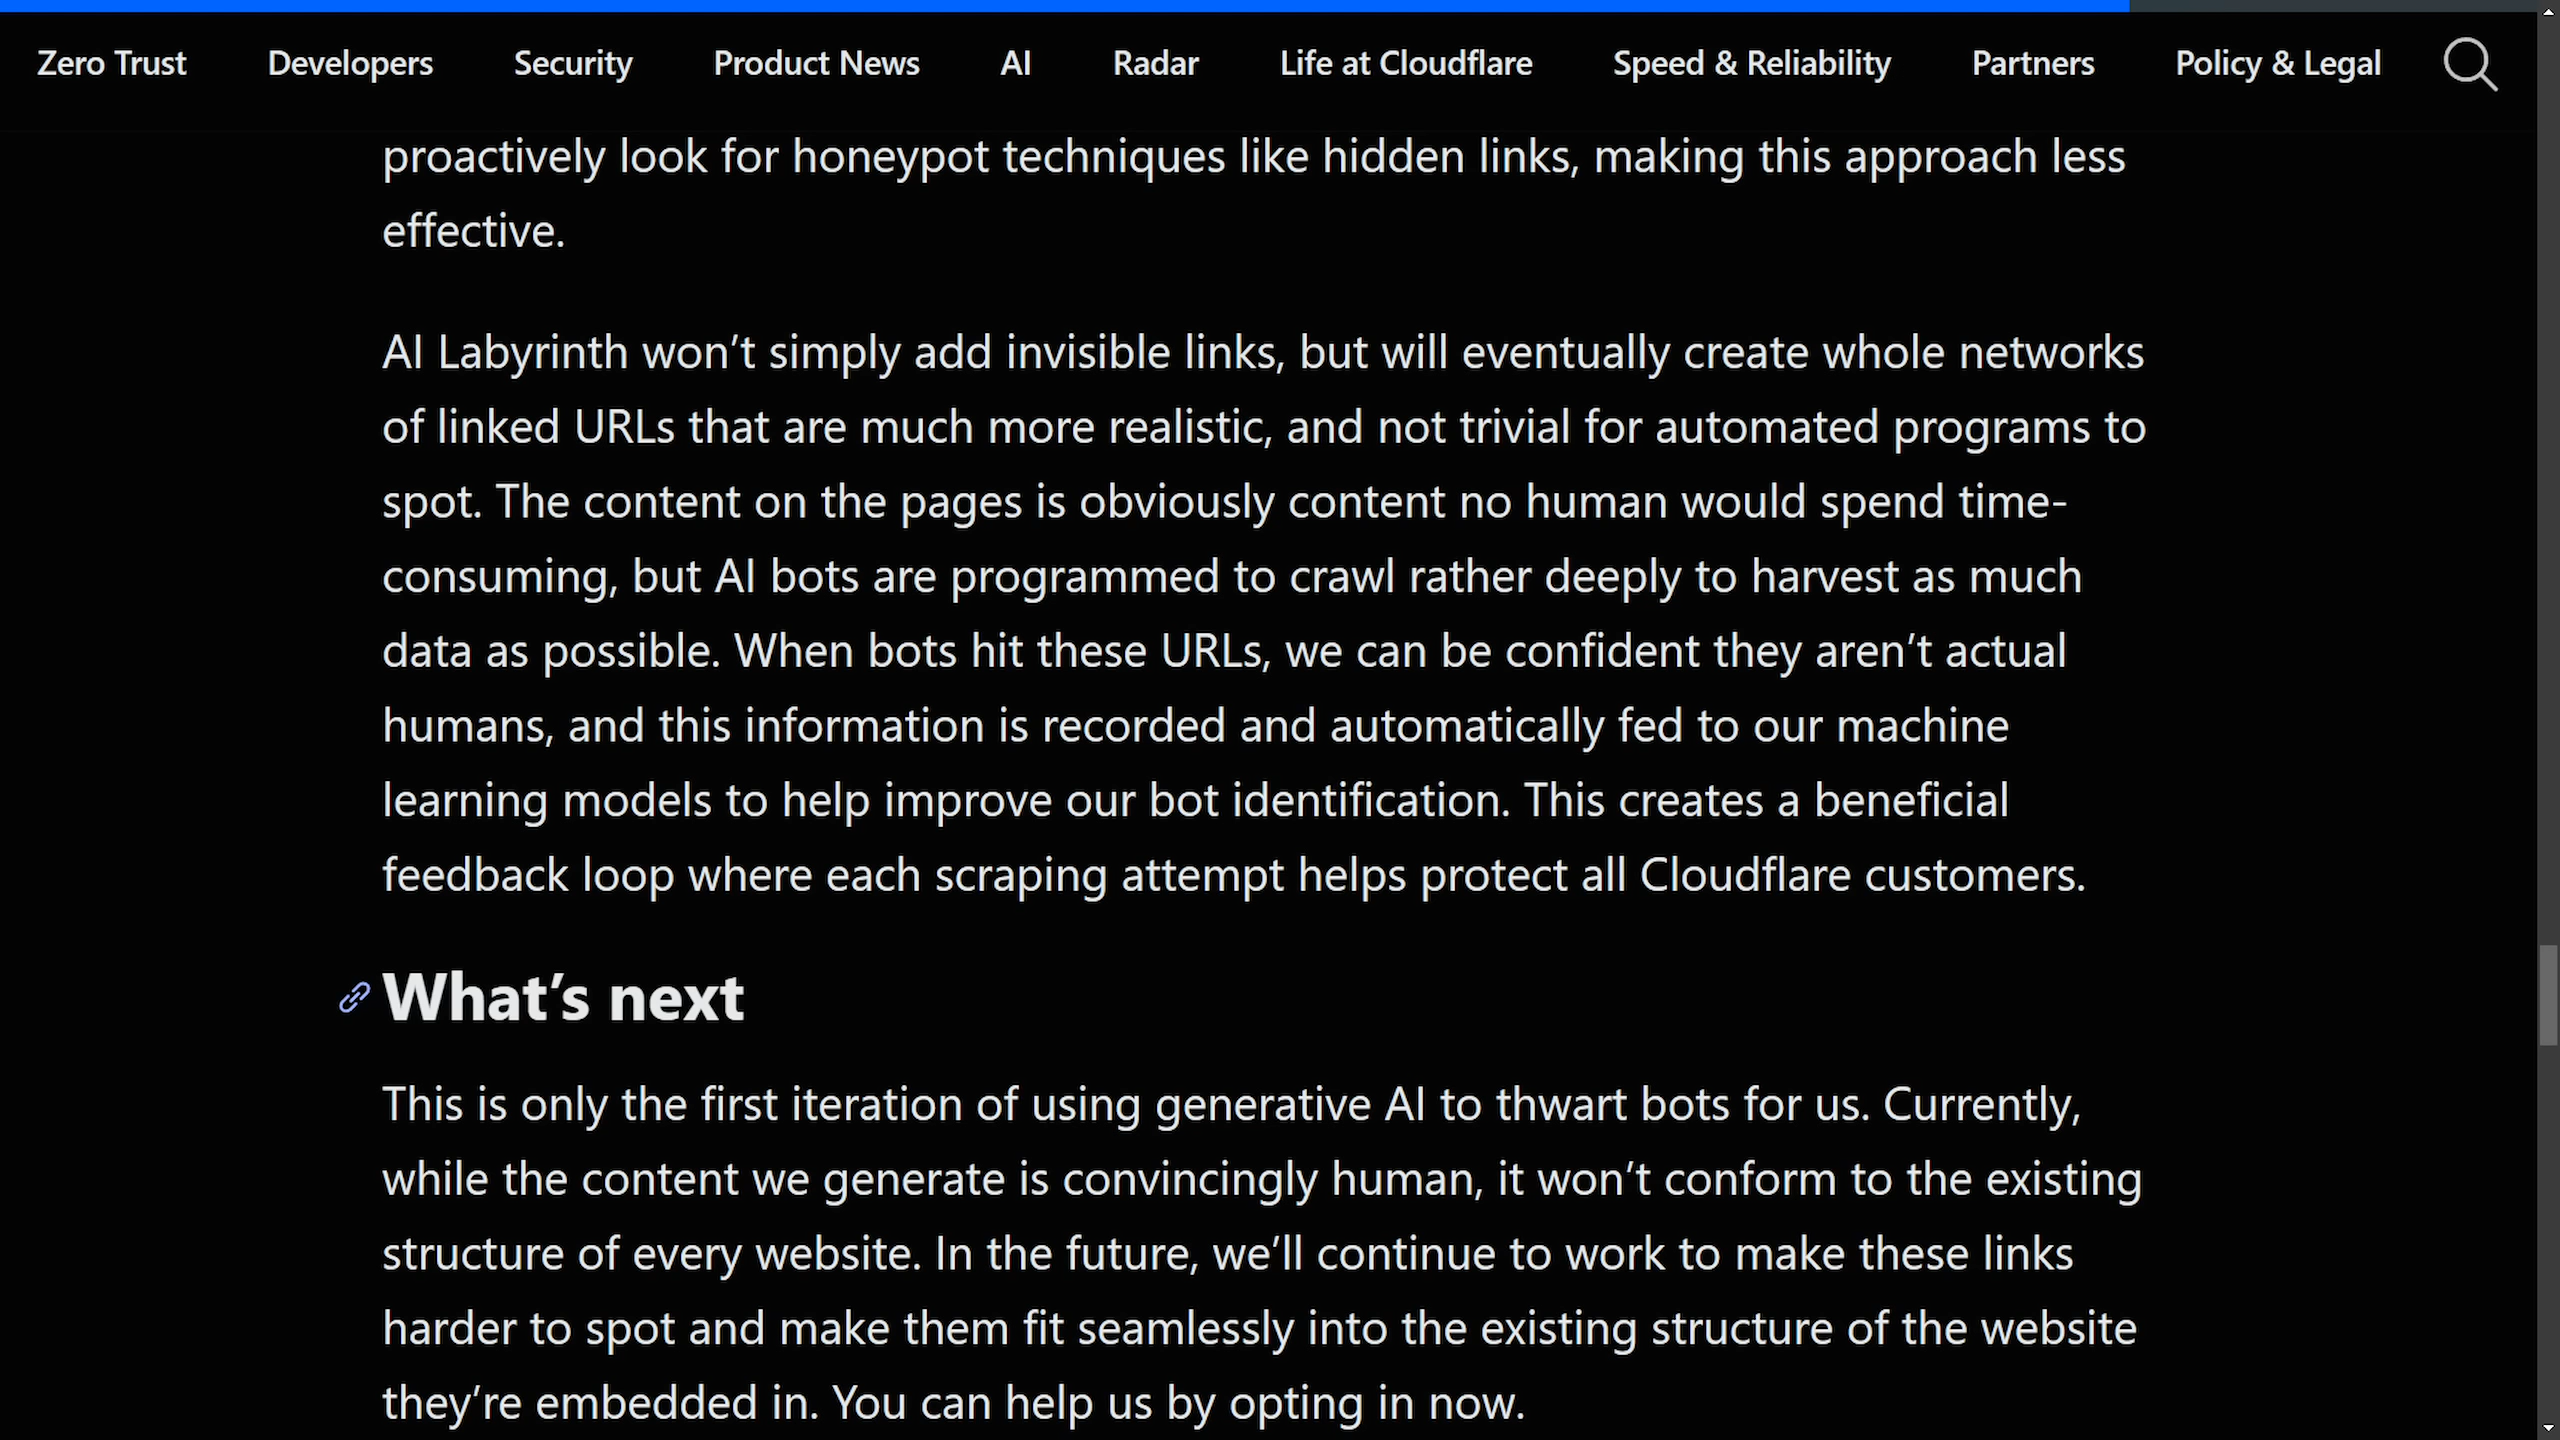 Zero Trust Developers Security Product News AI Radar Life at Cloudflare Speed & Reliability Partners Policy & Legal
proactively look for honeypot techniques like hidden links, making this approach less
effective.
AI Labyrinth won’t simply add invisible links, but will eventually create whole networks
of linked URLs that are much more realistic, and not trivial for automated programs to
spot. The content on the pages is obviously content no human would spend time-
consuming, but AI bots are programmed to crawl rather deeply to harvest as much
data as possible. When bots hit these URLs, we can be confident they aren’t actual
humans, and this information is recorded and automatically fed to our machine
learning models to help improve our bot identification. This creates a beneficial
feedback loop where each scraping attempt helps protect all Cloudflare customers.
What’s next
This is only the first iteration of using generative AI to thwart bots for us. Currently,
while the content we generate is convincingly human, it won’t conform to the existing
structure of every website. In the future, we’ll continue to work to make these links
harder to spot and make them fit seamlessly into the existing structure of the website
they’re embedded in. You can help us by opting in now.